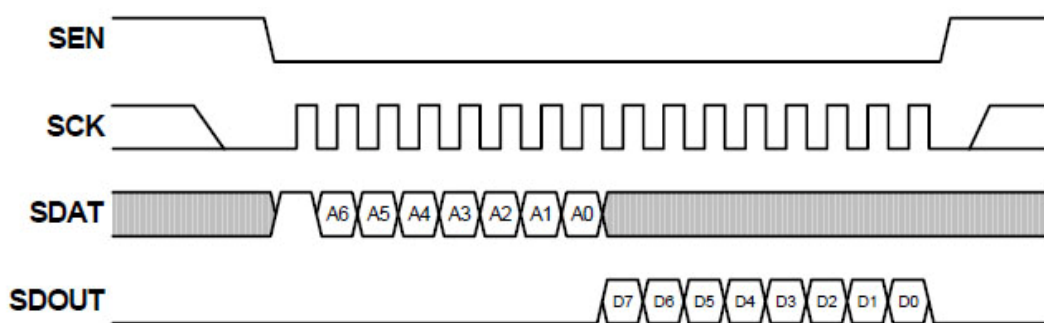 SEN
SCK
SDAT A6 A5 A4 A3 A2 A1 A0
SDOUT D7 D6 D5 D4 D3 D2 D1 D0